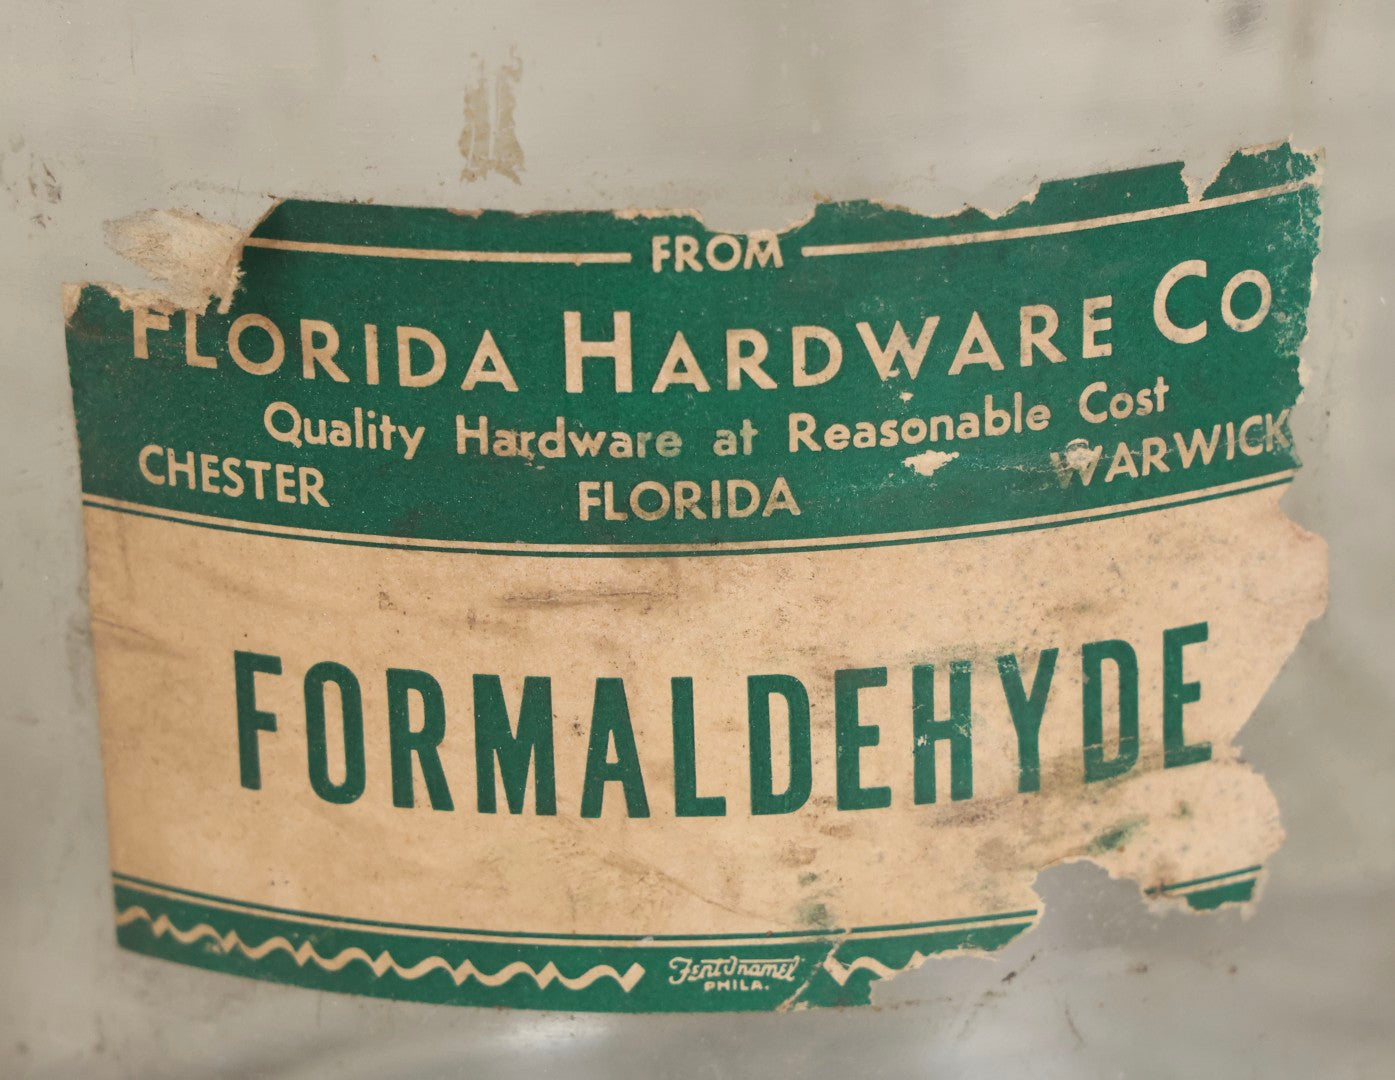 FROM
FLORIDA HARDWARE CO
Quality Hardware at Reasonable Cost
CHESTER FLORIDA WARWICK
FORMALDEHYDE
PHILA.